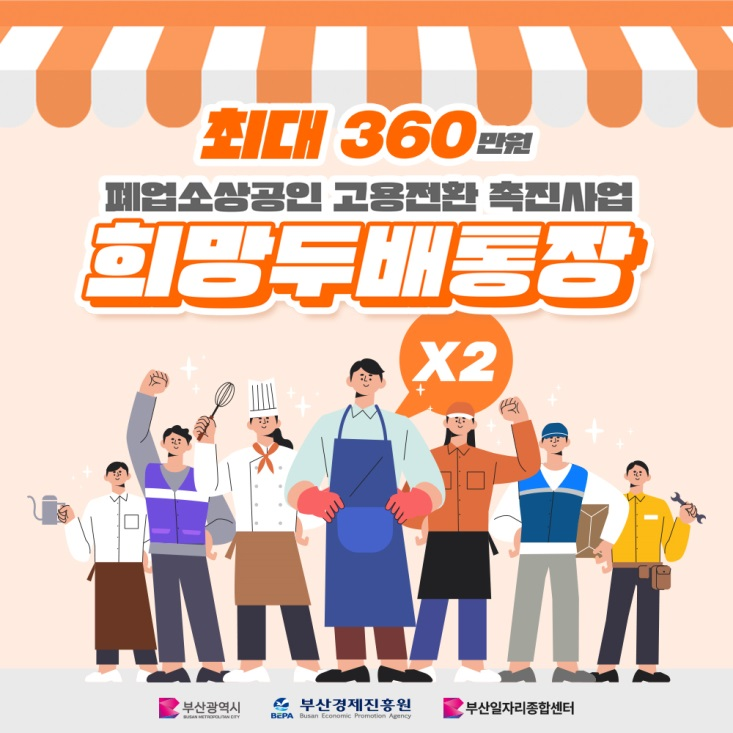 최대 360만원
폐업소상공인 고용전환 촉진사업
희망두배통장
X2
부산광역시
BUSAN METROPOLITAN CITY
BEPA
부산경제진흥원
Busan Economic Promotion Agency
부산일자리종합센터